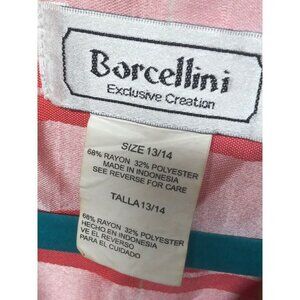 Borcellini
Exclusive Creation
SIZE 13/14
68% RAYON 32% POLYESTER
MADE IN INDONESIA
SEE REVERSE FOR CARE
TALLA 13/14
68% RAYON 32% POLYESTER
HECHO EN INDONESIA
VE EL REVERSO
PARA EL CUIDADO